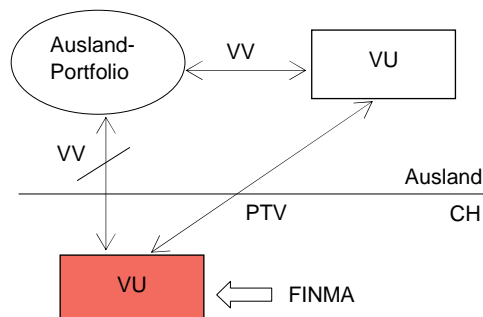 Ausland-
Portfolio
VV
VU
VV
Ausland
PTV
CH
VU
FINMA